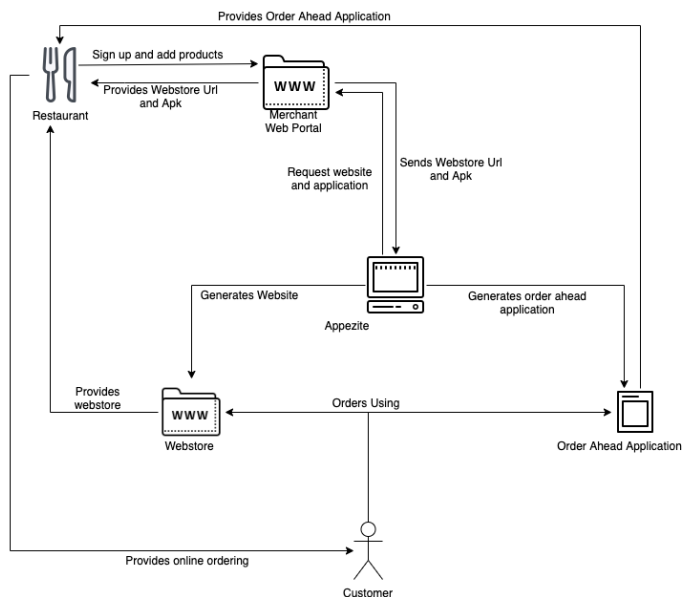 Provides Order Ahead Application
Sign up and add products
WWW
Provides Webstore Url
and Apk
Restaurant
Merchant
Web Portal
Request website
and application
Sends Webstore Url
and Apk
Generates Website
Generates order ahead
application
Appezite
Provides
webstore
Orders Using
WWW
Webstore
Order Ahead Application
Provides online ordering
Customer